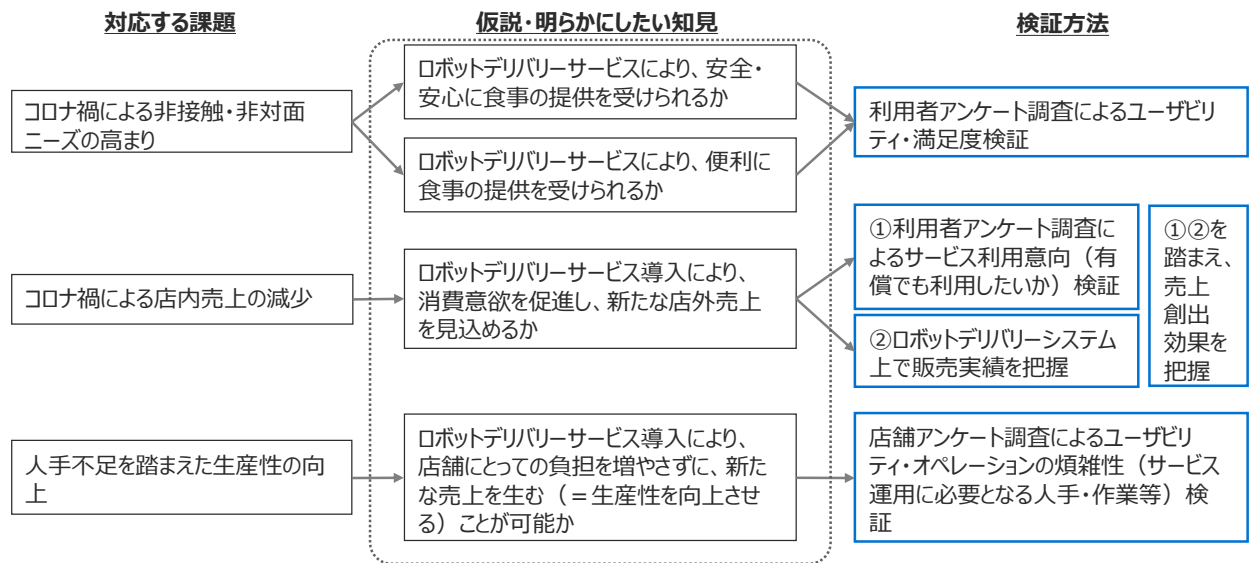 対応する課題
仮説・明らかにしたい知見
検証方法
コロナ禍による非接触・非対面
ニーズの高まり
ロボットデリバリーサービスにより、安全・
安心に食事の提供を受けられるか
ロボットデリバリーサービスにより、便利に
食事の提供を受けられるか
利用者アンケート調査によるユーザビリ
ティ・満足度検証
コロナ禍による店内売上の減少
ロボットデリバリーサービス導入により、
消費意欲を促進し、新たな店外売上
を見込めるか
①利用者アンケート調査に
よるサービス利用意向（有
償でも利用したいか）検証
②ロボットデリバリーシステム
上で販売実績を把握
①②を
踏まえ、
売上
創出
効果を
把握
人手不足を踏まえた生産性の向
上
ロボットデリバリーサービス導入により、
店舗にとっての負担を増やさずに、新た
な売上を生む（＝生産性を向上させ
る）ことが可能か
店舗アンケート調査によるユーザビリ
ティ・オペレーションの煩雑性（サービス
運用に必要となる人手・作業等）検
証